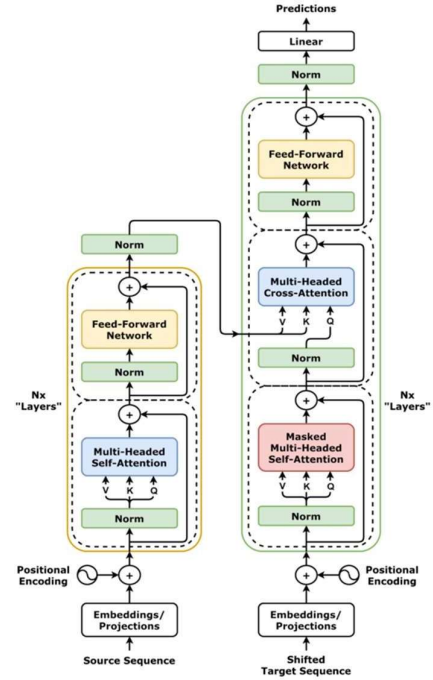 Predictions
Linear
Norm
+
Feed-Forward
Network
Norm
+
Multi-Headed
Cross-Attention
V K Q
Norm
+
Masked
Multi-Headed
Self-Attention
V K Q
Norm
Nx
"Layers"
+
Positional
Encoding
Embeddings/
Projections
Shifted
Target Sequence
Norm
+
Feed-Forward
Network
Norm
+
Multi-Headed
Self-Attention
V K Q
Norm
Nx
"Layers"
+
Positional
Encoding
Embeddings/
Projections
Source Sequence